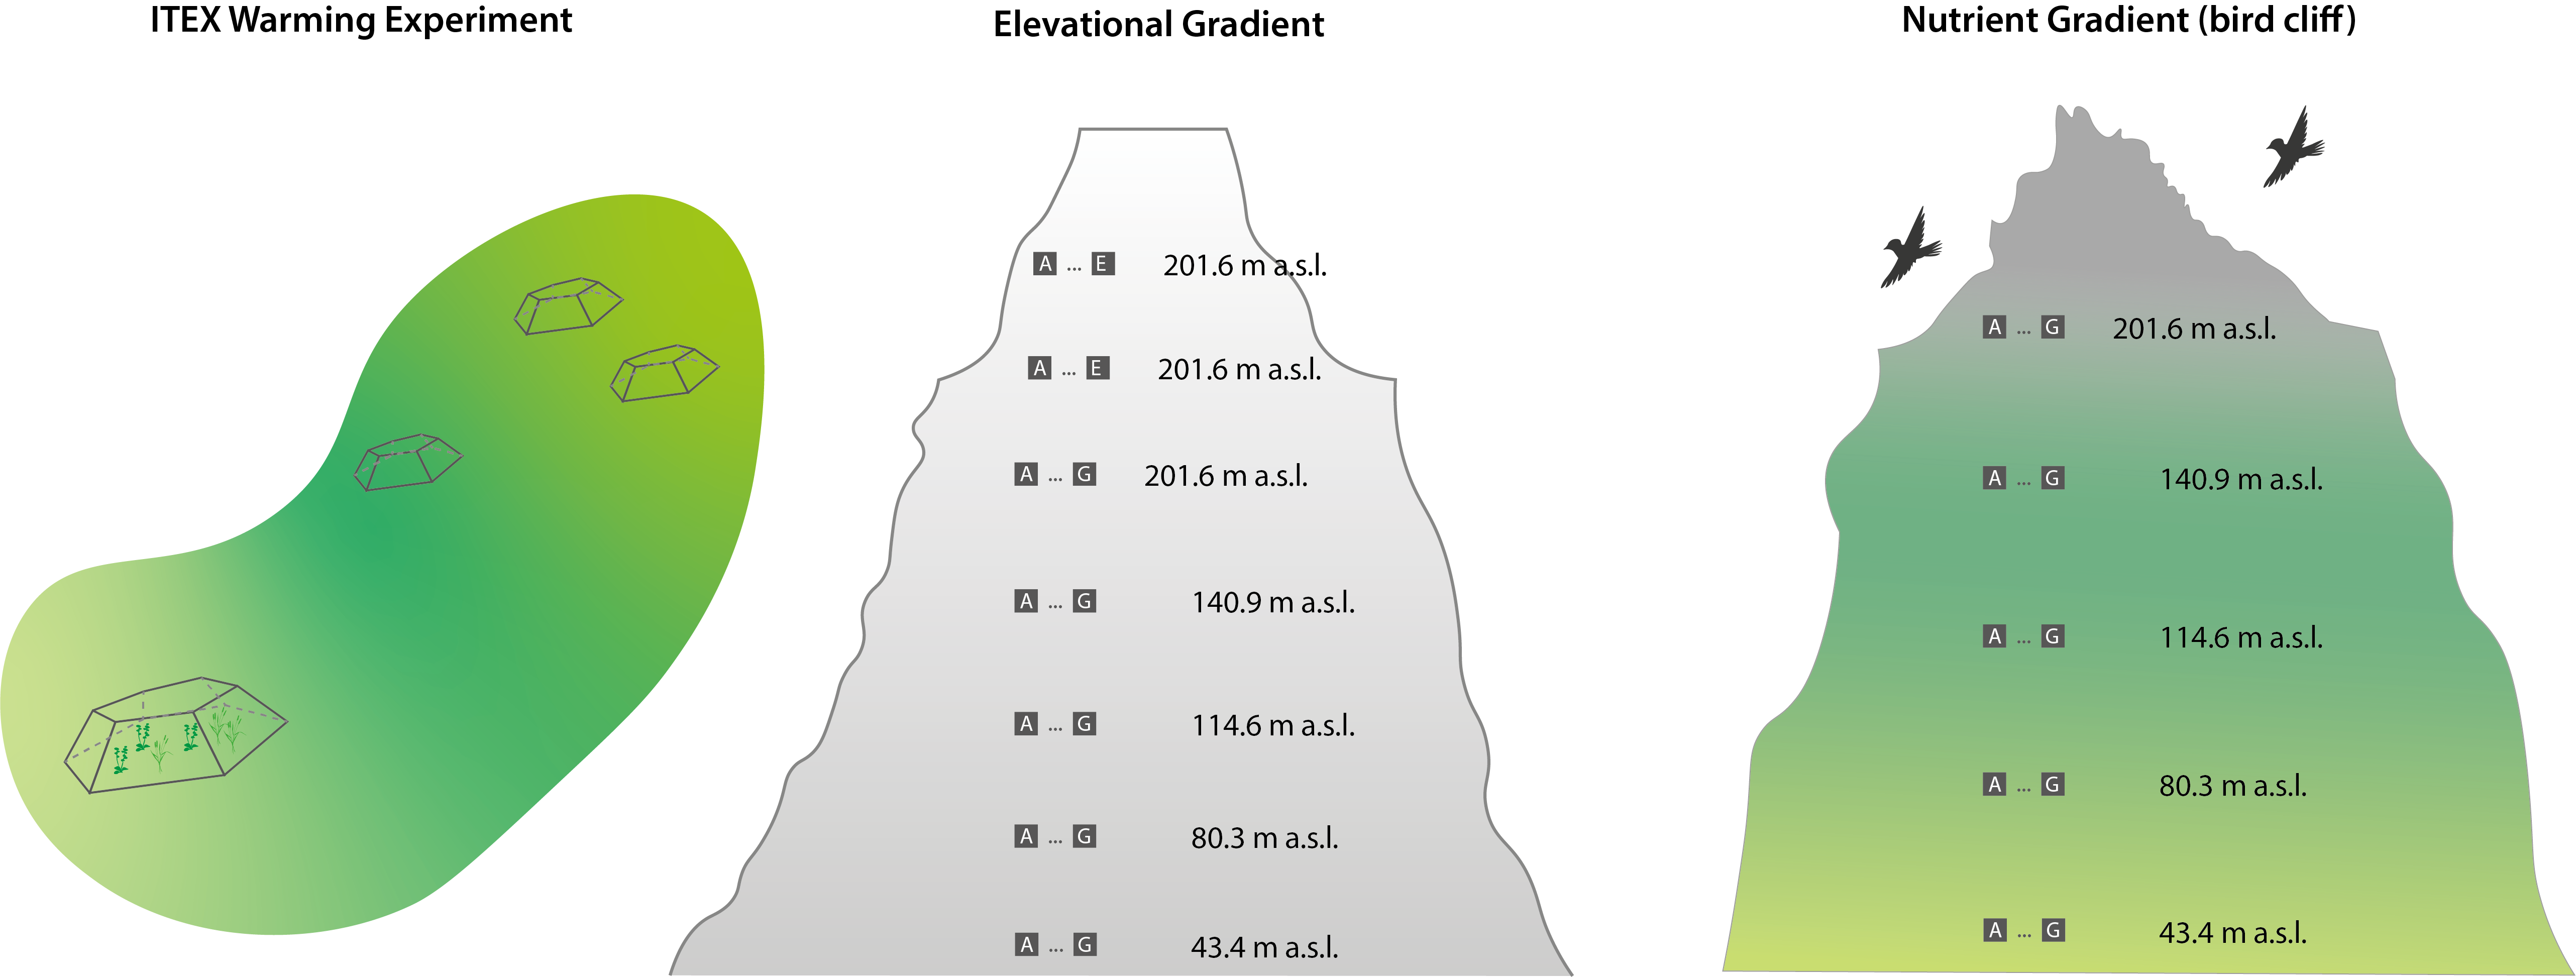 ITEX Warming Experiment
Elevational Gradient
A ... E 201.6 m a.s.l.
A ... E 201.6 m a.s.l.
A ... G 201.6 m a.s.l.
A ... G 140.9 m a.s.l.
A ... G 114.6 m a.s.l.
A ... G 80.3 m a.s.l.
A ... G 43.4 m a.s.l.
Nutrient Gradient (bird cliff)
A ... G 201.6 m a.s.l.
A ... G 140.9 m a.s.l.
A ... G 114.6 m a.s.l.
A ... G 80.3 m a.s.l.
A ... G 43.4 m a.s.l.